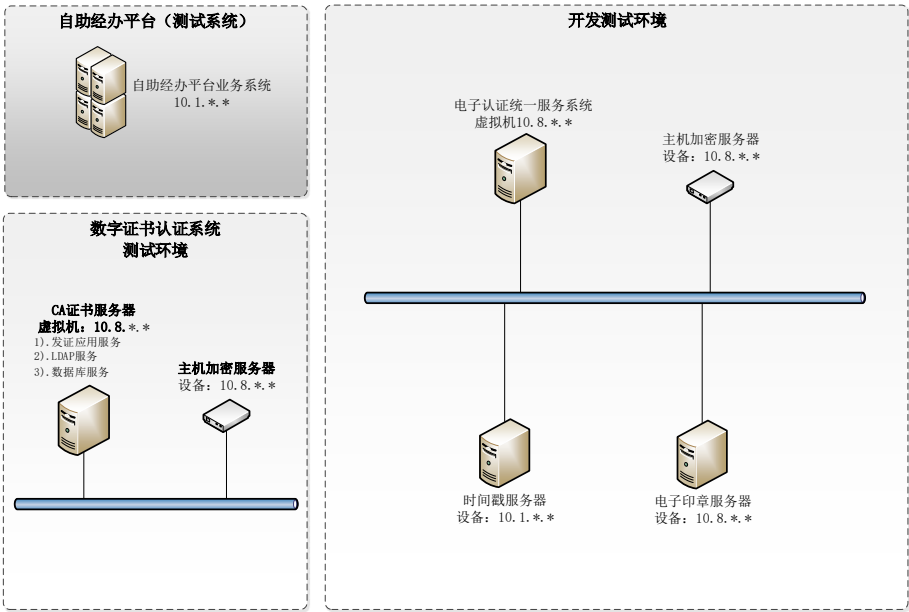 自助经办平台（测试系统）
自助经办平台业务系统
10.1.*.*
数字证书认证系统
测试环境
CA证书服务器
虚拟机：10.8.*.*
1).发证应用服务
2).LDAP服务
3).数据库服务
主机加密服务器
设备：10.8.*.*
开发测试环境
电子认证统一服务系统
虚拟机10.8.*.*
主机加密服务器
设备：10.8.*.*
时间戳服务器
设备：10.1.*.*
电子印章服务器
设备：10.8.*.*